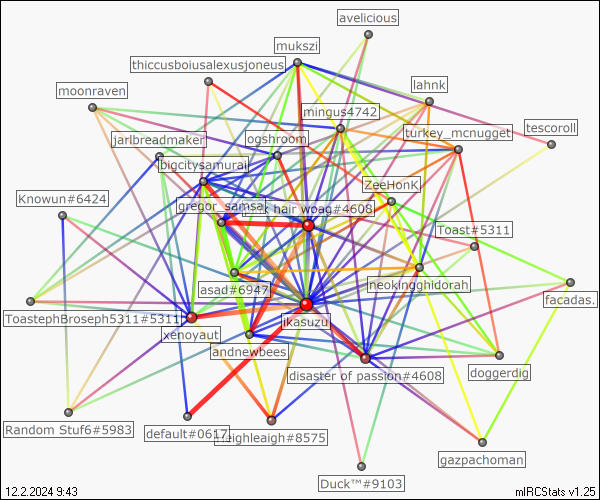 avelicious
mukszi
thiccusboiusalexusjoneus
lahnk
moonraven
mingus4742
tescoroll
turkey_mcnugget
jarlbreadmaker
ogshroom
bigcitysamurai
ZeeHonK
Knowun#6424
gregor_samsa
hair woag#4608
Toast#5311
asad#6947
neokingghidorah
facadas.
ToastephBroseph5311#5311
ikasuzu
xenoyaut
andnewbees
disaster of passion#4608
doggerdig
Random Stuf6#5983
default#0617
leighleagh#8575
gazpachoman
Duck™#9103
12.2.2024 9:43
mIRCStats v1.25